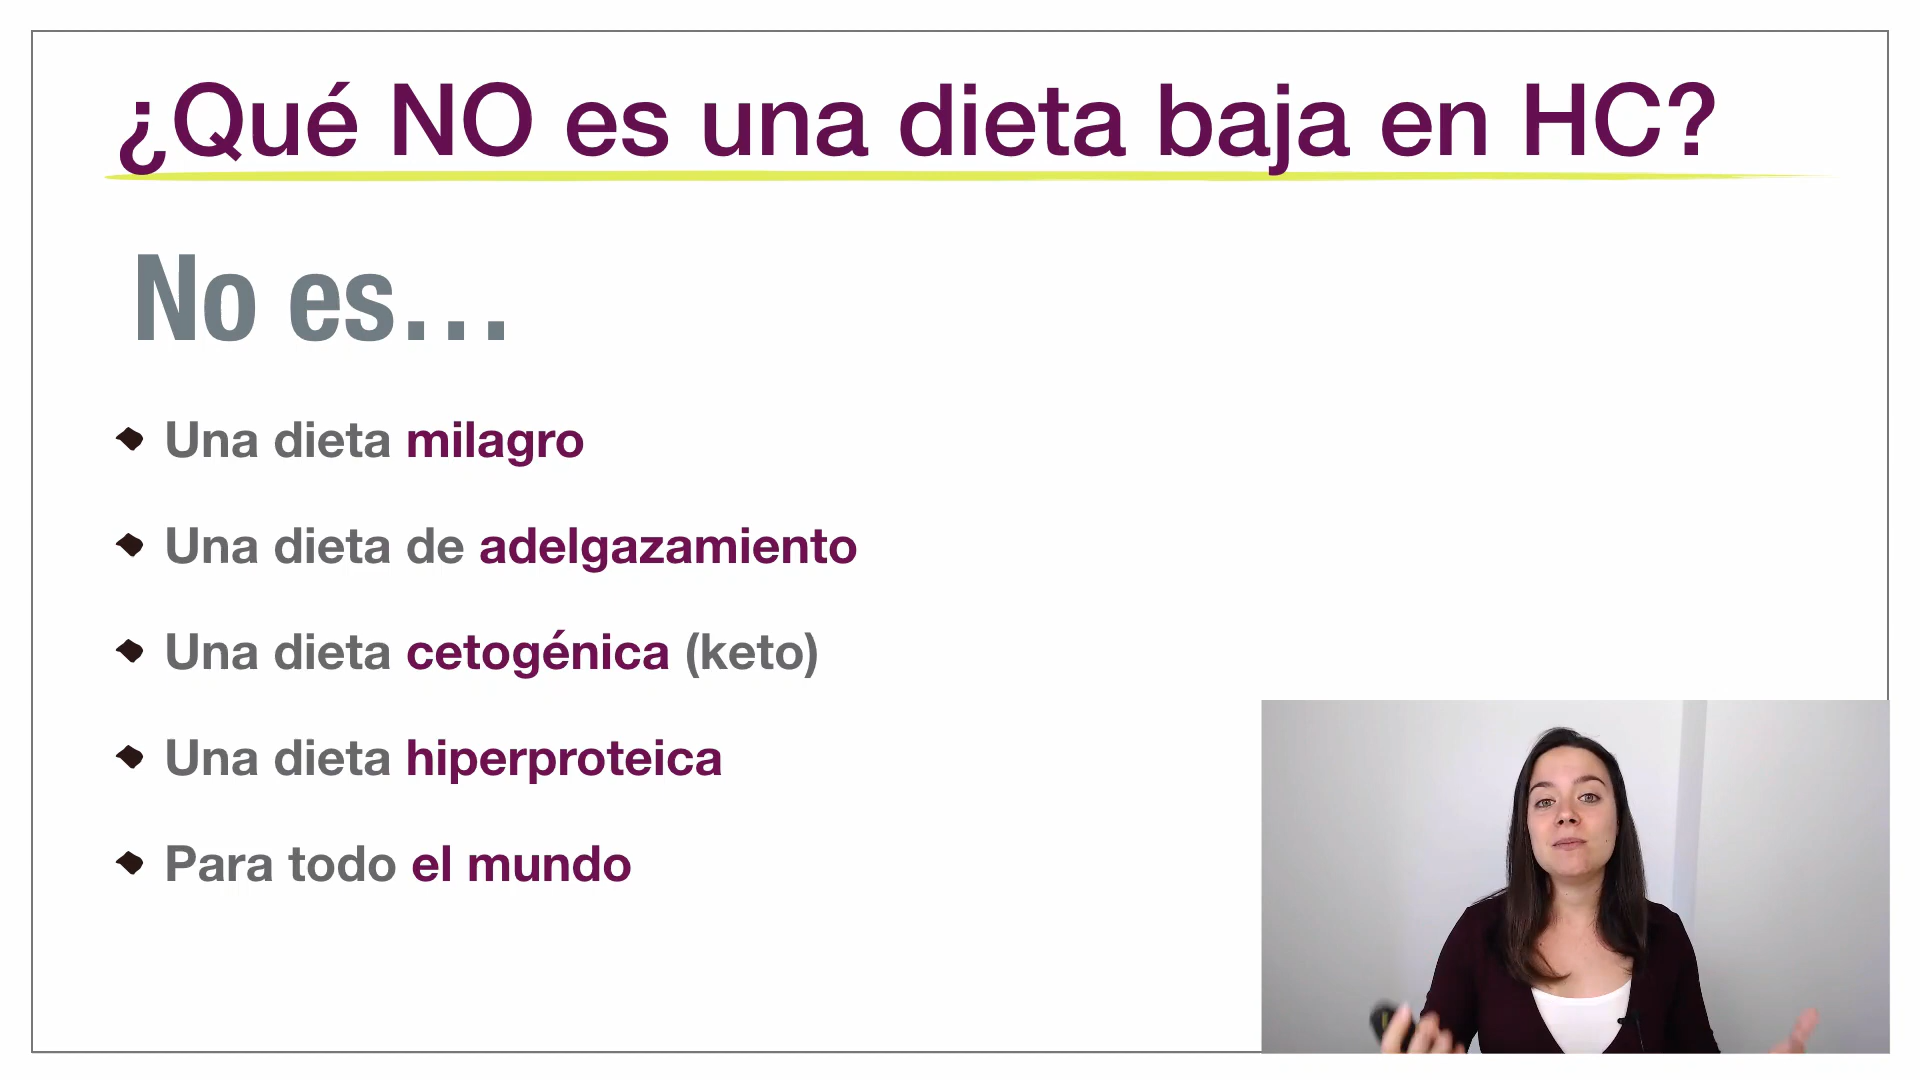 ¿Qué NO es una dieta baja en HC?
No es…
Una dieta milagro
Una dieta de adelgazamiento
Una dieta cetogénica (keto)
Una dieta hiperproteica
Para todo el mundo